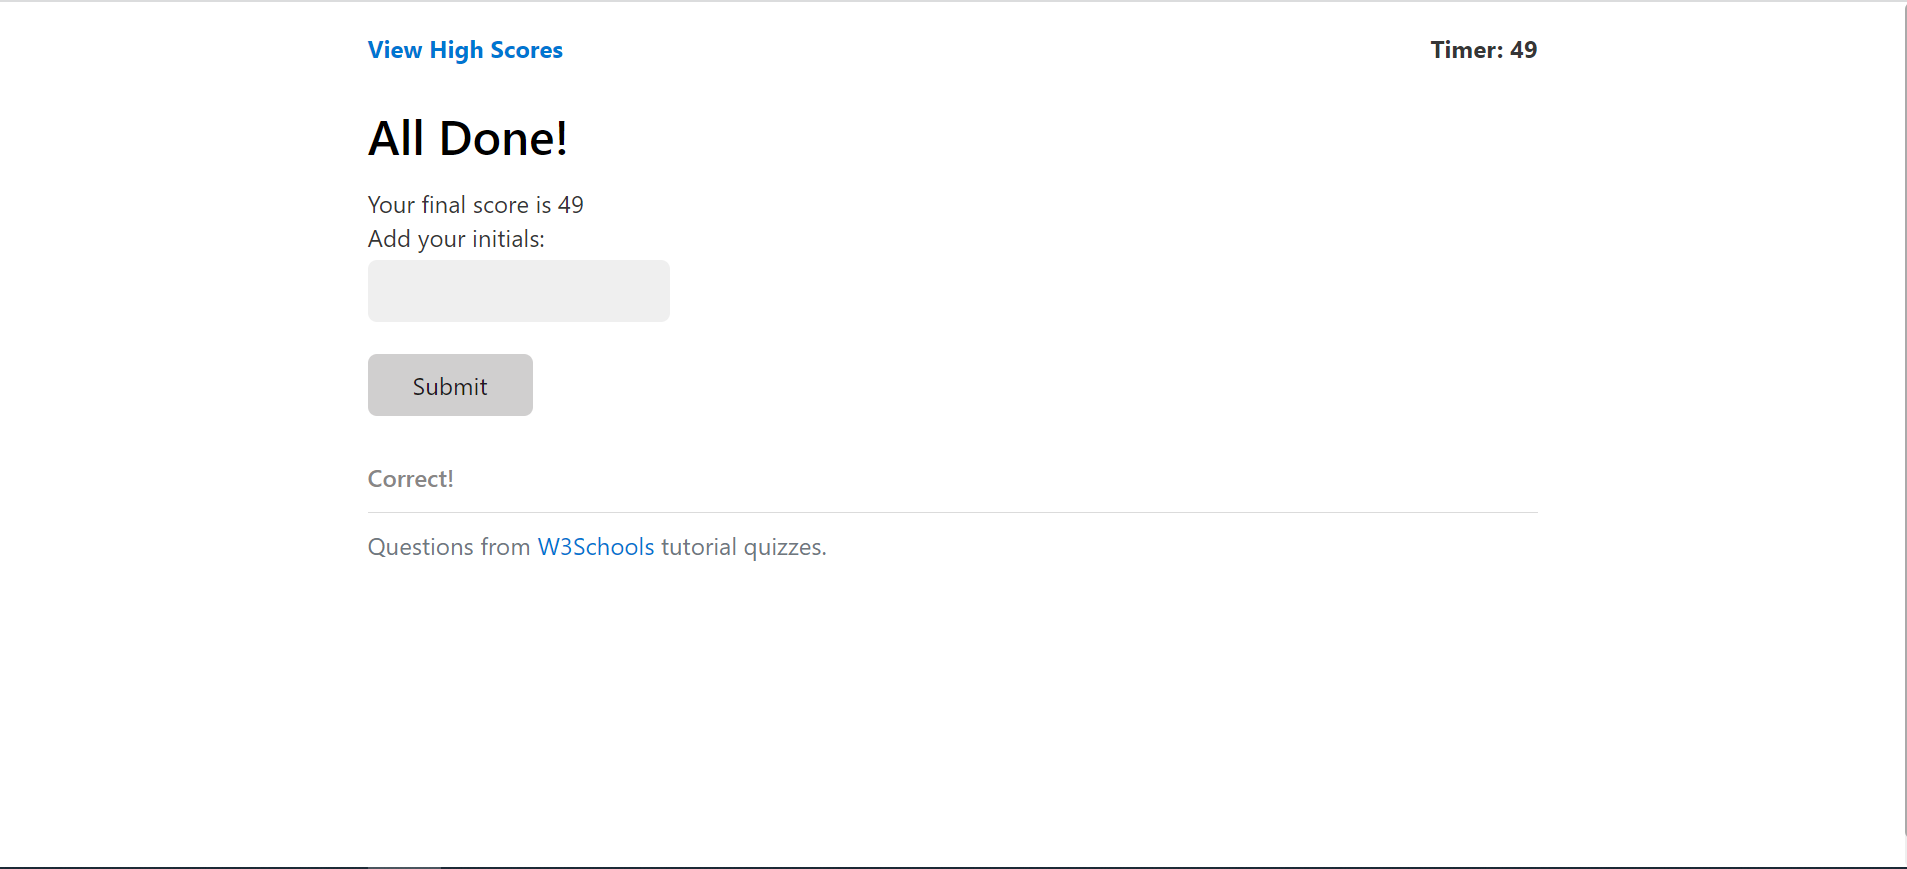 View High Scores
Timer: 49
All Done!
Your final score is 49
Add your initials:
Submit
Correct!
Questions from W3Schools tutorial quizzes.